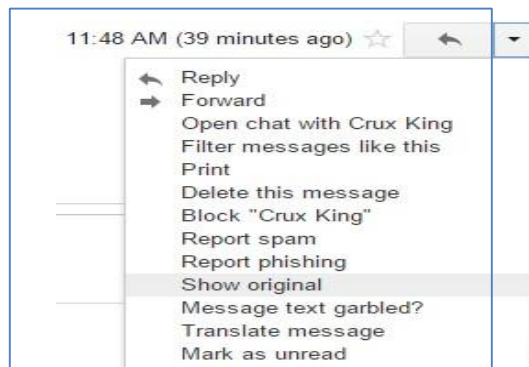 11:48 AM (39 minutes ago)
Reply
Forward
Open chat with Crux King
Filter messages like this
Print
Delete this message
Block "Crux King"
Report spam
Report phishing
Show original
Message text garbled?
Translate message
Mark as unread